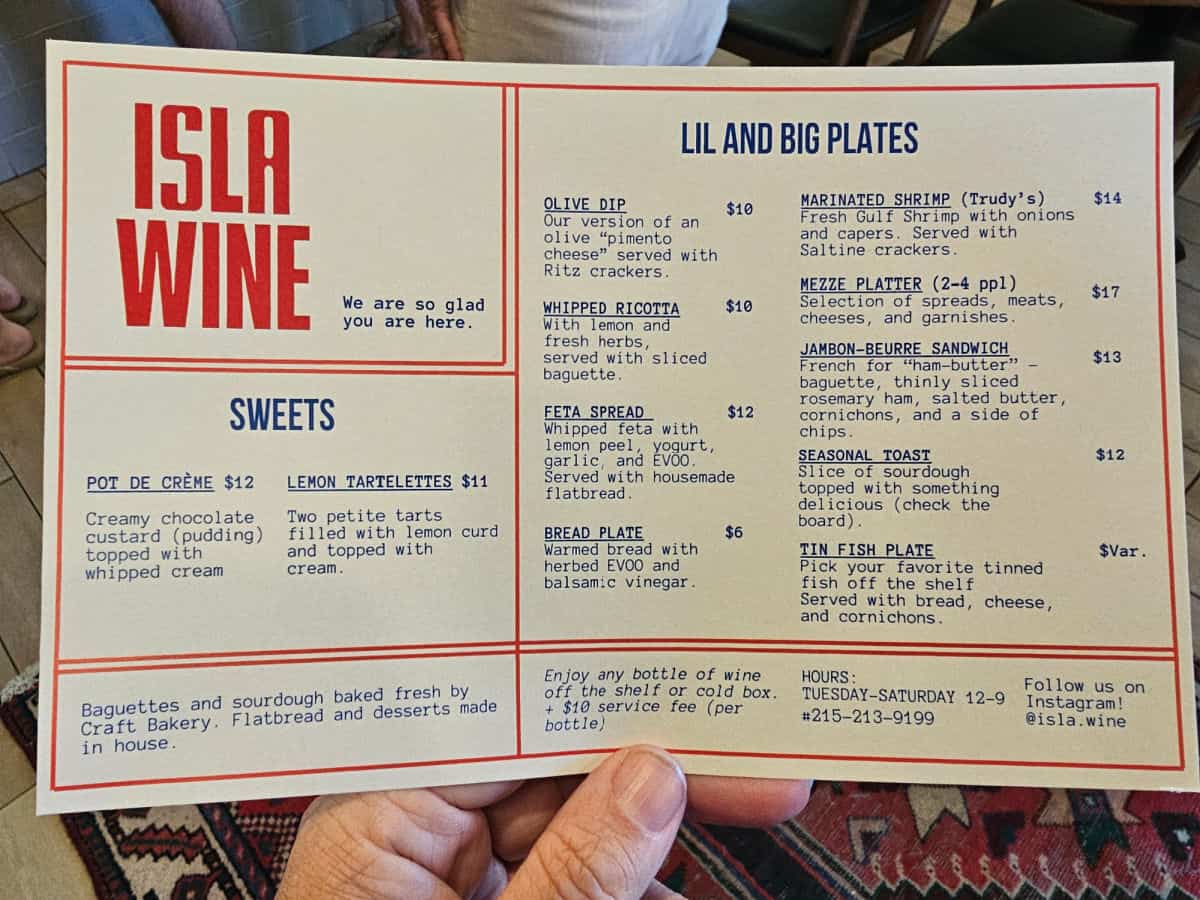 ISLA
WINE
We are so glad
you are here.
SWEETS
POT DE CRÈME $12
Creamy chocolate
custard (pudding)
topped with
whipped cream
LEMON TARTELETTES $11
Two petite tarts
filled with lemon curd
and topped with
cream.
Baguettes and sourdough baked fresh by
Craft Bakery. Flatbread and desserts made
in house.
LIL AND BIG PLATES
OLIVE DIP $10
Our version of an
olive “pimento
cheese” served with
Ritz crackers.
WHIPPED RICOTTA $10
With lemon and
fresh herbs,
served with sliced
baguette.
FETA SPREAD $12
Whipped feta with
lemon peel, yogurt,
garlic, and EVOO.
Served with housemade
flatbread.
BREAD PLATE $6
Warmed bread with
herbed EVOO and
balsamic vinegar.
MARINATED SHRIMP (Trudy’s) $14
Fresh Gulf Shrimp with onions
and capers. Served with
Saltine crackers.
MEZZE PLATTER (2-4 ppl) $17
Selection of spreads, meats,
cheeses, and garnishes.
JAMBON-BEURRE SANDWICH $13
French for “ham-butter” –
baguette, thinly sliced
rosemary ham, salted butter,
cornichons, and a side of
chips.
SEASONAL TOAST $12
Slice of sourdough
topped with something
delicious (check the
board).
TIN FISH PLATE $Var.
Pick your favorite tinned
fish off the shelf
Served with bread, cheese,
and cornichons.
Enjoy any bottle of wine
off the shelf or cold box.
+ $10 service fee (per
bottle)
HOURS:
TUESDAY-SATURDAY 12-9
#215-213-9199
Follow us on
Instagram!
@isla.wine